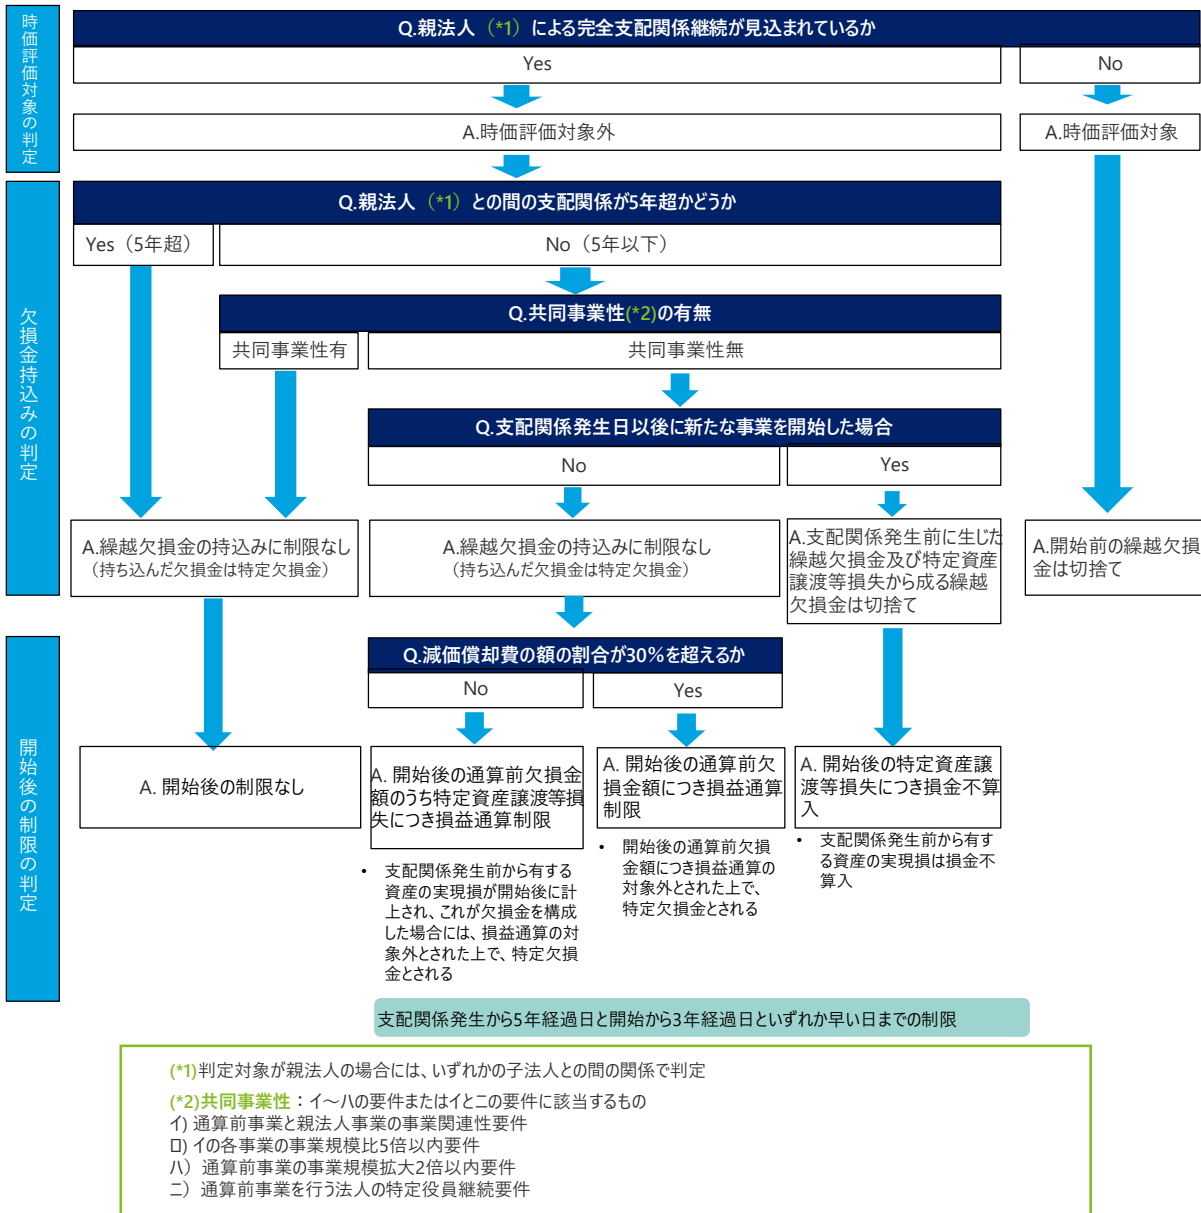 時価評価対象の判定
Q.親法人（*1）による完全支配関係継続が見込まれているか
Yes
No
A.時価評価対象外
A.時価評価対象
欠損金持込みの判定
Q.親法人（*1）との間の支配関係が5年超かどうか
Yes（5年超）
No（5年以下）
Q.共同事業性(*2)の有無
共同事業性有
共同事業性無
Q.支配関係発生日以後に新たな事業を開始した場合
No
Yes
A.繰越欠損金の持込みに制限なし
（持ち込んだ欠損金は特定欠損金）
A.繰越欠損金の持込みに制限なし
（持ち込んだ欠損金は特定欠損金）
A.支配関係発生前に生じた
繰越欠損金及び特定資産
譲渡等損失から成る繰越
欠損金は切捨て
A.開始前の繰越欠損
金は切捨て
開始後の制限の判定
Q.減価償却費の額の割合が30%を超えるか
No
Yes
A. 開始後の制限なし
A. 開始後の通算前欠損金
額のうち特定資産譲渡等損
失につき損益通算制限
A. 開始後の通算前欠
損金額につき損益通算
制限
A. 開始後の特定資産譲
渡等損失につき損金不算
入
• 支配関係発生前から有する
資産の実現損が開始後に計
上され、これが欠損金を構成
した場合には、損益通算の対
象外とされた上で、特定欠損
金とされる
• 開始後の通算前欠損
金額につき損益通算の
対象外とされた上で、
特定欠損金とされる
• 支配関係発生前から有す
る資産の実現損は損金不
算入
支配関係発生から5年経過日と開始から3年経過日といずれか早い日までの制限
(*1)判定対象が親法人の場合には、いずれかの子法人との間の関係で判定
(*2)共同事業性：イ～ハの要件またはイとニの要件に該当するもの
イ) 通算前事業と親法人事業の事業関連性要件
ロ) イの各事業の事業規模比5倍以内要件
ハ）通算前事業の事業規模拡大2倍以内要件
ニ）通算前事業を行う法人の特定役員継続要件